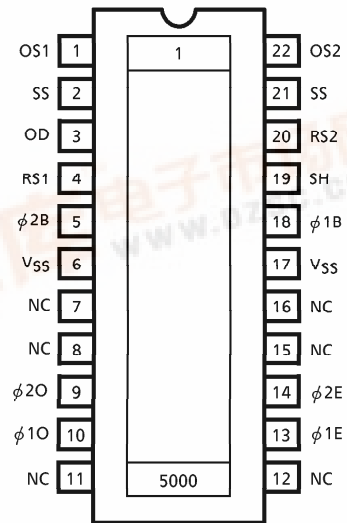 OS1 1 1 22 OS2
SS 2 21 SS
OD 3 20 RS2
RS1 4 19 SH
ϕ2B 5 18 ϕ1B
VSS 6 17 VSS
NC 7 16 NC
NC 8 15 NC
ϕ2O 9 14 ϕ2E
ϕ1O 10 13 ϕ1E
NC 11 5000 12 NC